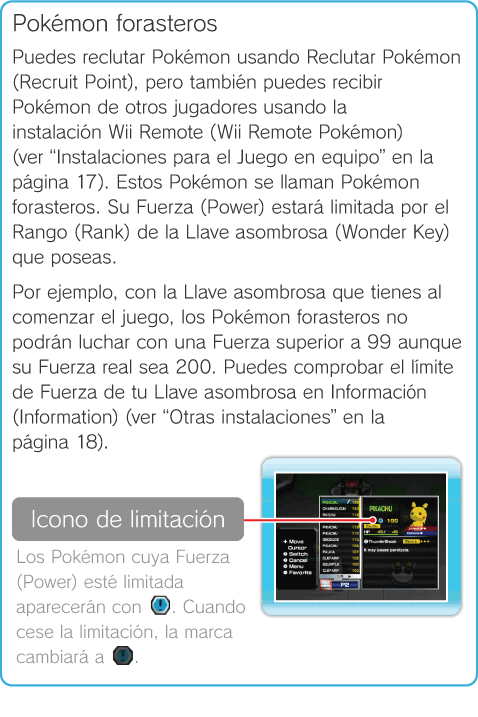 Pokémon forasteros
Puedes reclutar Pokémon usando Reclutar Pokémon
(Recruit Point), pero también puedes recibir
Pokémon de otros jugadores usando la
instalación Wii Remote (Wii Remote Pokémon)
(ver “Instalaciones para el Juego en equipo” en la
página 17). Estos Pokémon se llaman Pokémon
forasteros. Su Fuerza (Power) estará limitada por el
Rango (Rank) de la Llave asombrosa (Wonder Key)
que poseas.
Por ejemplo, con la Llave asombrosa que tienes al
comenzar el juego, los Pokémon forasteros no
podrán luchar con una Fuerza superior a 99 aunque
su Fuerza real sea 200. Puedes comprobar el límite
de Fuerza de tu Llave asombrosa en Información
(Information) (ver “Otras instalaciones” en la
página 18).
Icono de limitación
Los Pokémon cuya Fuerza
(Power) esté limitada
aparecerán con . Cuando
cese la limitación, la marca
cambiará a .
PIKACHU
CHARMELEON
PIKACHU
PIKACHU
Move
Cursor
Switch
Cancel
Menu
Favorite
P2
PIKACHU
HP
ThunderShock
It may cause paralysis.